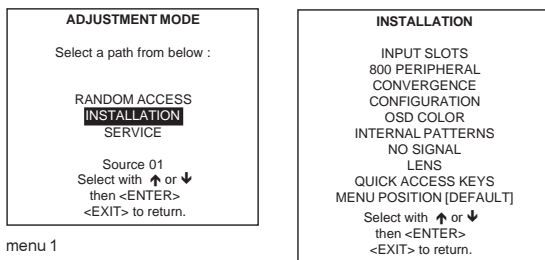 ADJUSTMENT MODE
Select a path from below :
RANDOM ACCESS
INSTALLATION
SERVICE
Source 01
Select with ↑ or ↓
then <ENTER>
<EXIT> to return.
menu 1
INSTALLATION
INPUT SLOTS
800 PERIPHERAL
CONVERGENCE
CONFIGURATION
OSD COLOR
INTERNAL PATTERNS
NO SIGNAL
LENS
QUICK ACCESS KEYS
MENU POSITION [DEFAULT]
Select with ↑ or ↓
then <ENTER>
<EXIT> to return.